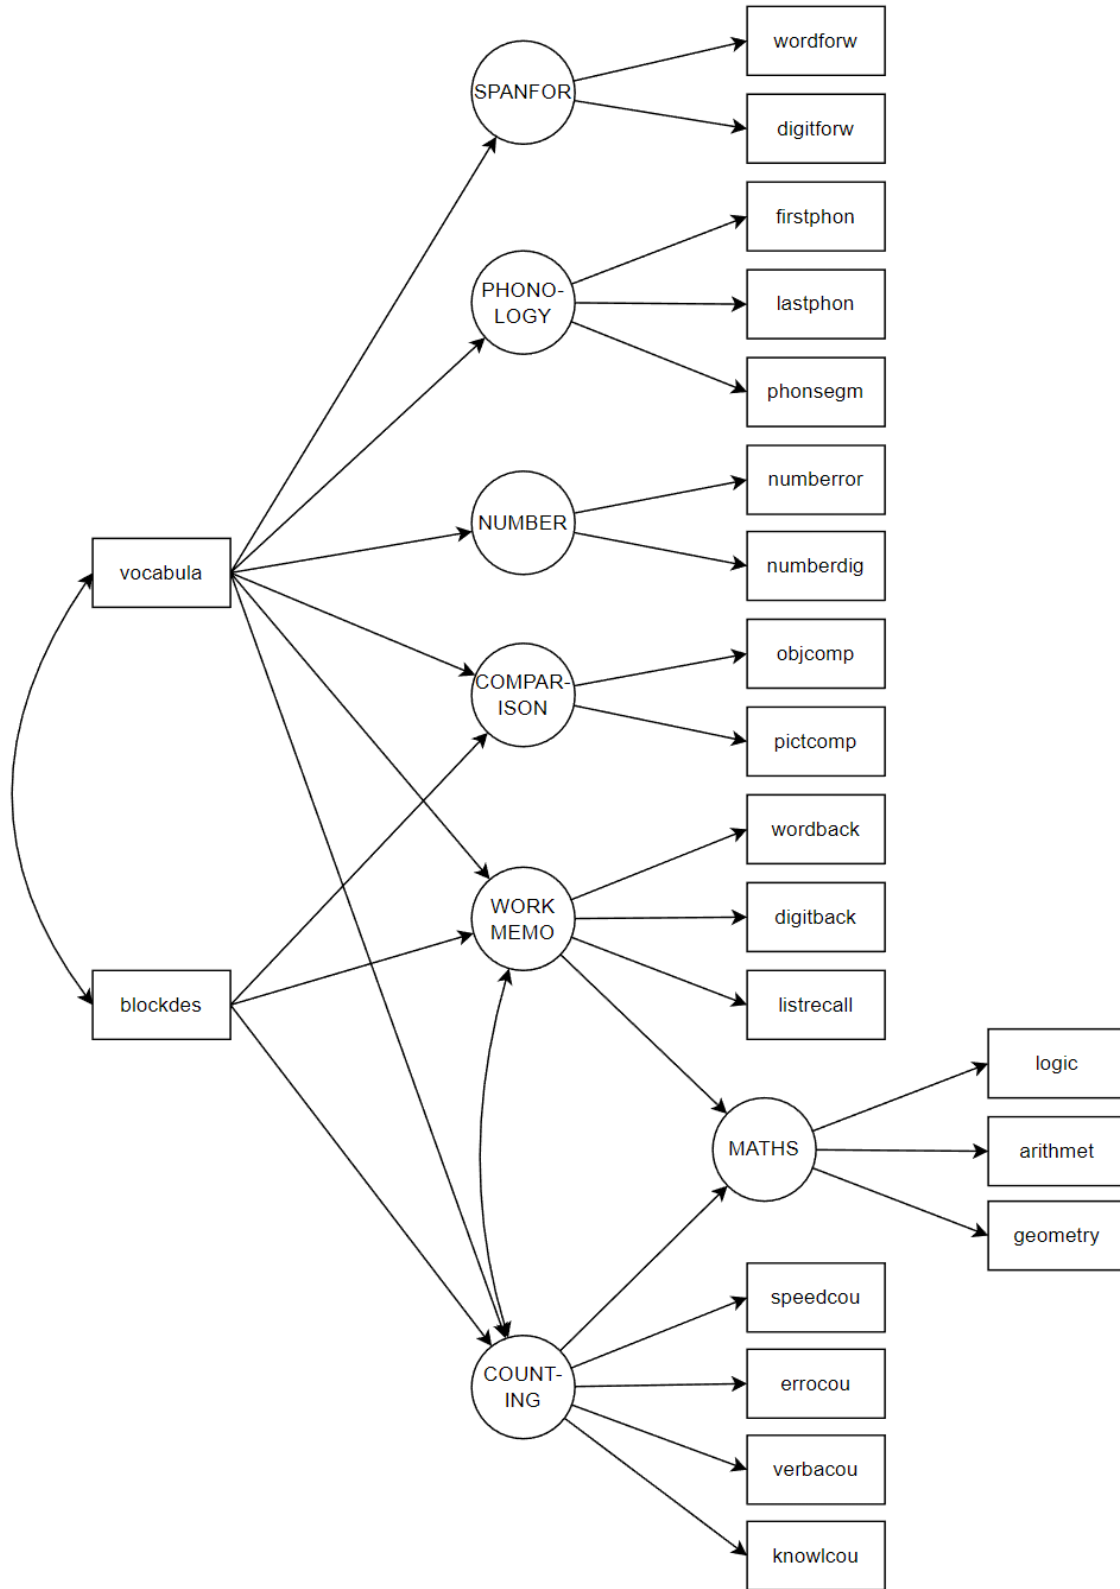 wordforw
SPANFOR
digitforw
firstphon
PHONO-
LOGY
lastphon
phonsegm
numberror
NUMBER
numberdig
vocabula
objcomp
COMPAR-
ISON
pictcomp
wordback
WORK
MEMO
digitback
listrecall
blockdes
logic
MATHS
arithmet
geometry
speedcou
COUNT-
ING
errocou
verbacou
knowlcou